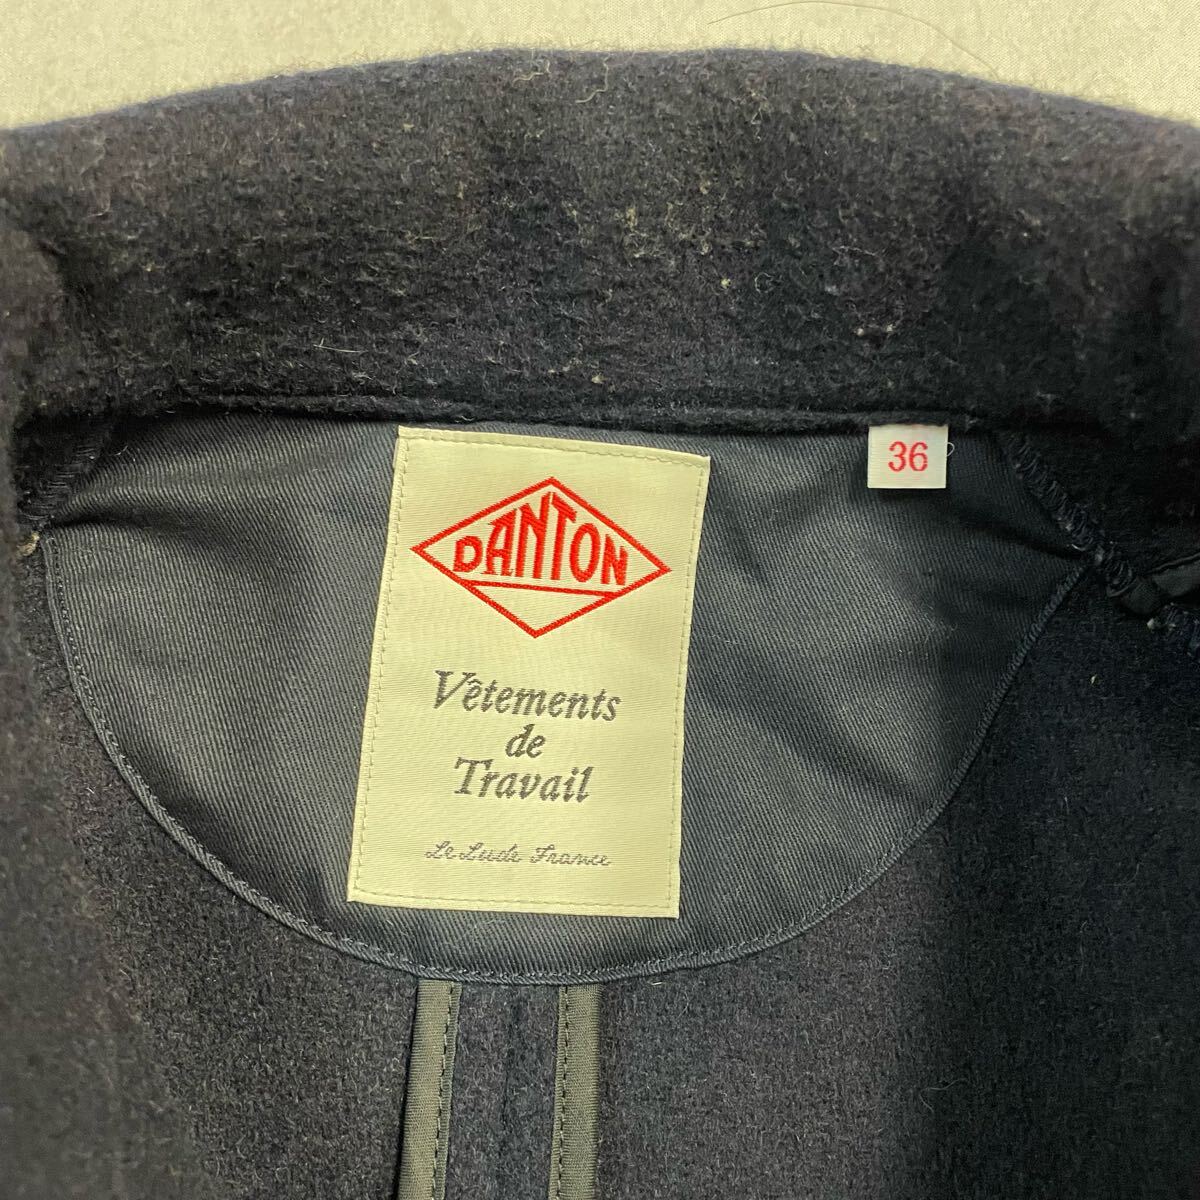 DANTON
Vêtements
de
Travail
Le Lude France
36